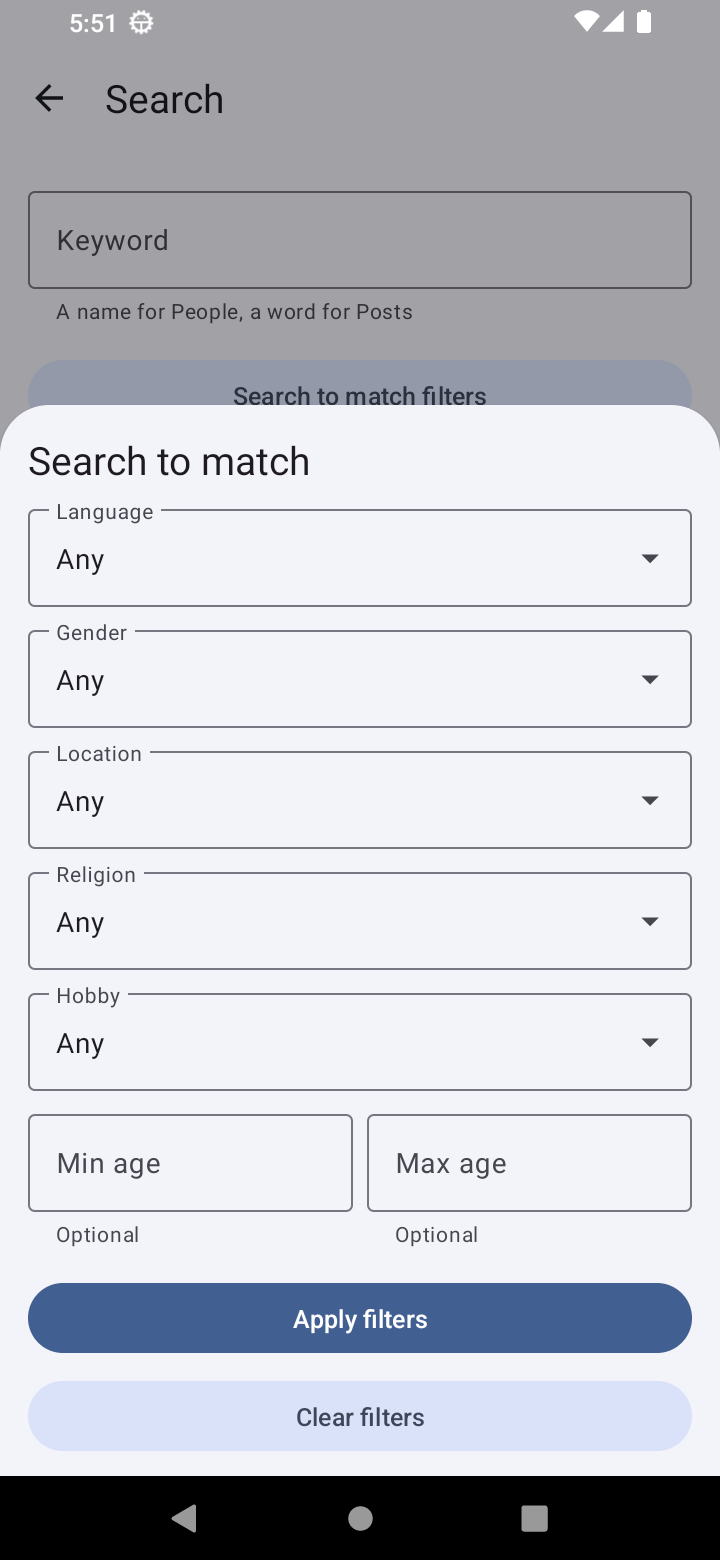 5:51
Search
Keyword
A name for People, a word for Posts
Search to match filters
Search to match
Language
Any
Gender
Any
Location
Any
Religion
Any
Hobby
Any
Min age
Max age
Optional
Optional
Apply filters
Clear filters